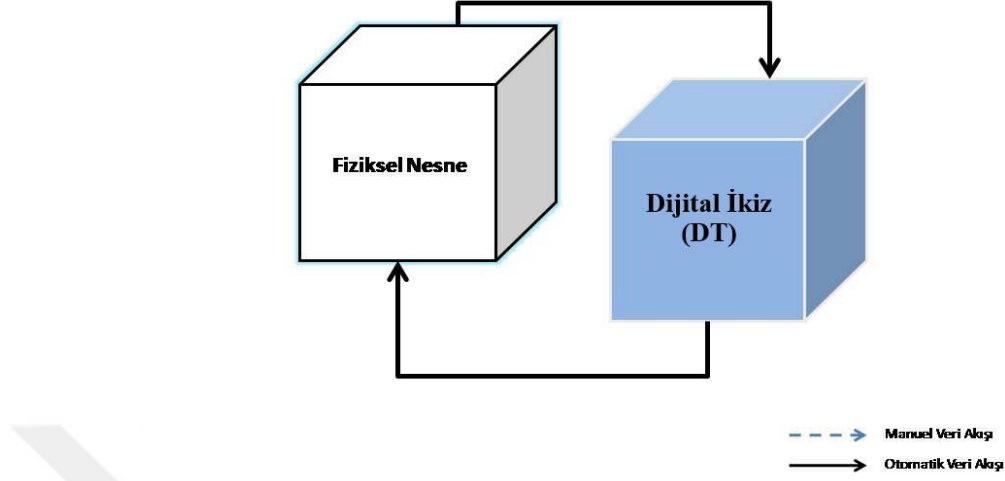 Fiziksel Nesne
Dijital İkiz
(DT)
Manuel Veri Akışı
Otomatik Veri Akışı